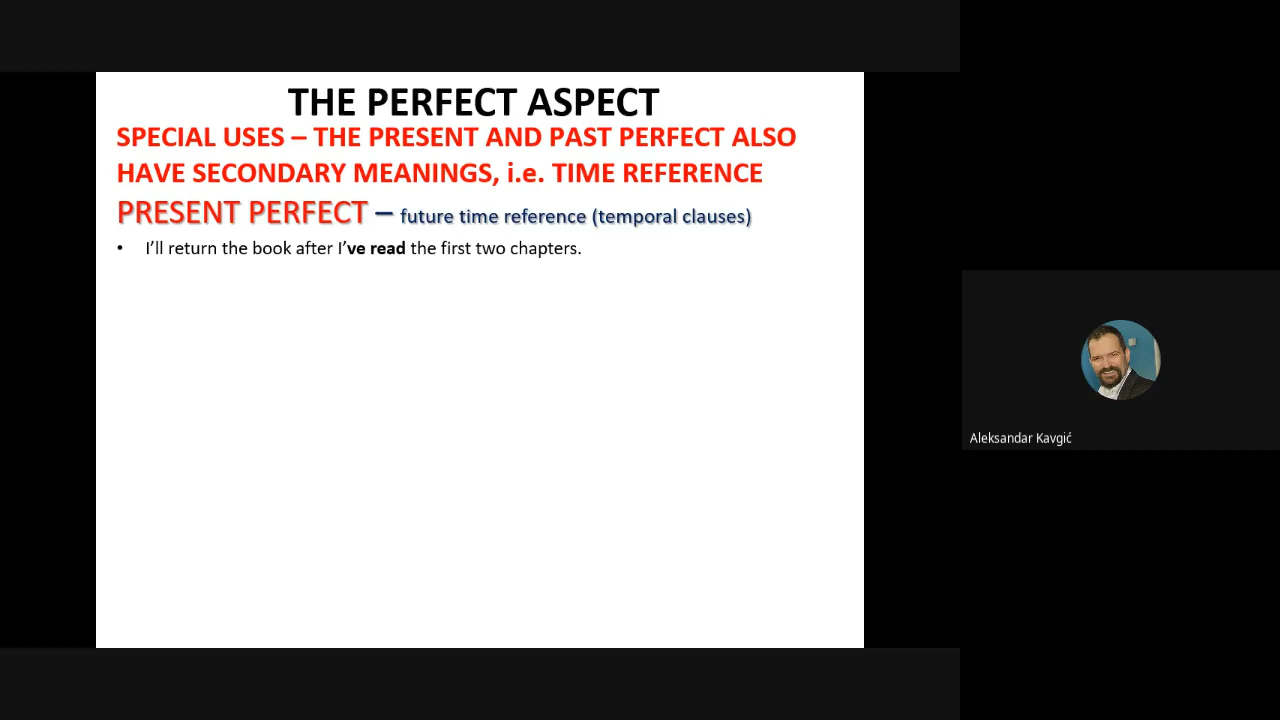 THE PERFECT ASPECT
SPECIAL USES – THE PRESENT AND PAST PERFECT ALSO
HAVE SECONDARY MEANINGS, i.e. TIME REFERENCE
PRESENT PERFECT – future time reference (temporal clauses)
• I’ll return the book after I’ve read the first two chapters.
Aleksandar Kavgić